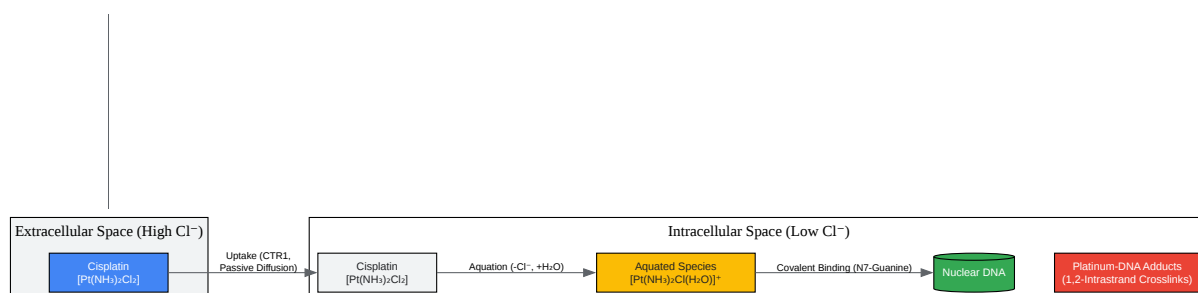 Extracellular Space (High Cl⁻)
Cisplatin
[Pt(NH₃)₂Cl₂]
Uptake (CTR1,
Passive Diffusion)
Intracellular Space (Low Cl⁻)
Cisplatin
[Pt(NH₃)₂Cl₂]
Aquation (-Cl⁻, +H₂O)
Aquated Species
[Pt(NH₃)₂Cl(H₂O)]⁺
Covalent Binding (N7-Guanine)
Nuclear DNA
Platinum-DNA Adducts
(1,2-Intrastrand Crosslinks)